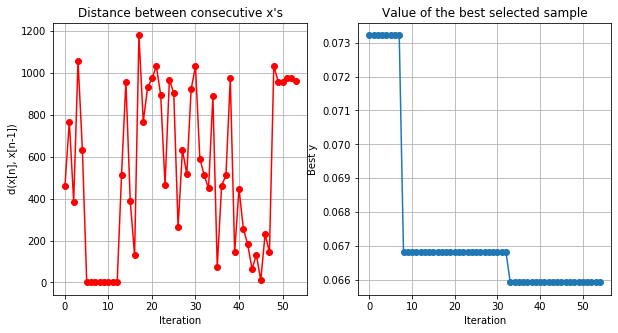 Distance between consecutive x's
1200
1000
800
600
400
200
0
d(x[n], x[n-1])
0 10 20 30 40 50
Iteration
Value of the best selected sample
0.073
0.072
0.071
0.070
0.069
0.068
0.067
0.066
Best y
0 10 20 30 40 50
Iteration